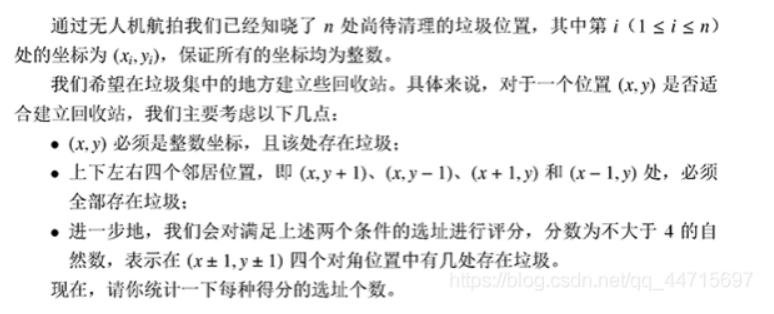 通过无人机航拍我们已经知晓了 n 处尚待清理的垃圾位置，其中第 i（1 ≤ i ≤ n）
处的坐标为 (xᵢ, yᵢ)，保证所有的坐标均为整数。
我们希望在垃圾集中的地方建立些回收站。具体来说，对于一个位置 (x, y) 是否适
合建立回收站，我们主要考虑以下几点：
• (x, y) 必须是整数坐标，且该处存在垃圾；
• 上下左右四个邻居位置，即 (x, y + 1)、(x, y − 1)、(x + 1, y) 和 (x − 1, y) 处，必须
全部存在垃圾；
• 进一步地，我们会对满足上述两个条件的选址进行评分，分数为不大于 4 的自
然数，表示在 (x ± 1, y ± 1) 四个对角位置中有几处存在垃圾。
现在，请你统计一下每种得分的选址个数。
https://blog.csdn.net/qq_44715697